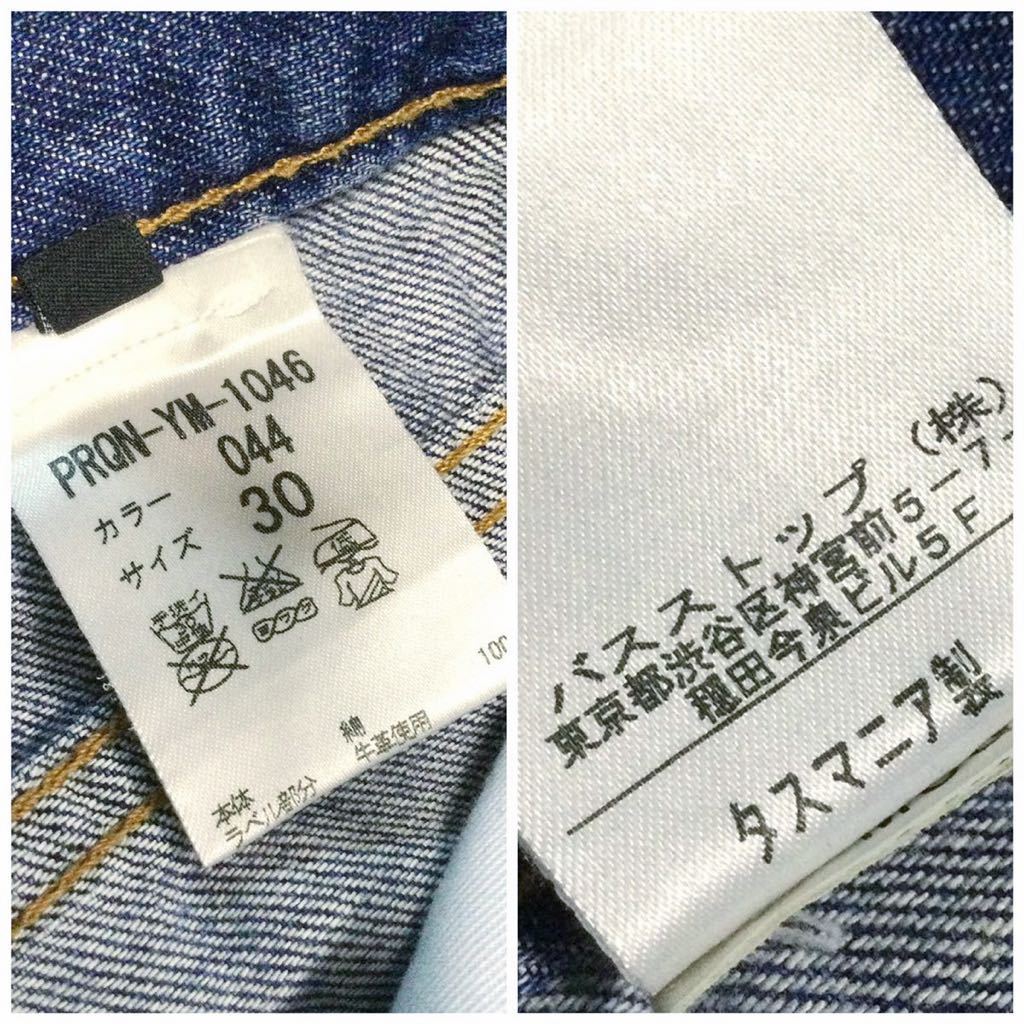 PRQN-YM-1046
カラー 044
サイズ 30
本体 綿 100
ラベル部分 牛革使用
バスストップ (株)
東京都渋谷区神宮前5-7
穐田今泉ビル5F
タスマニア製